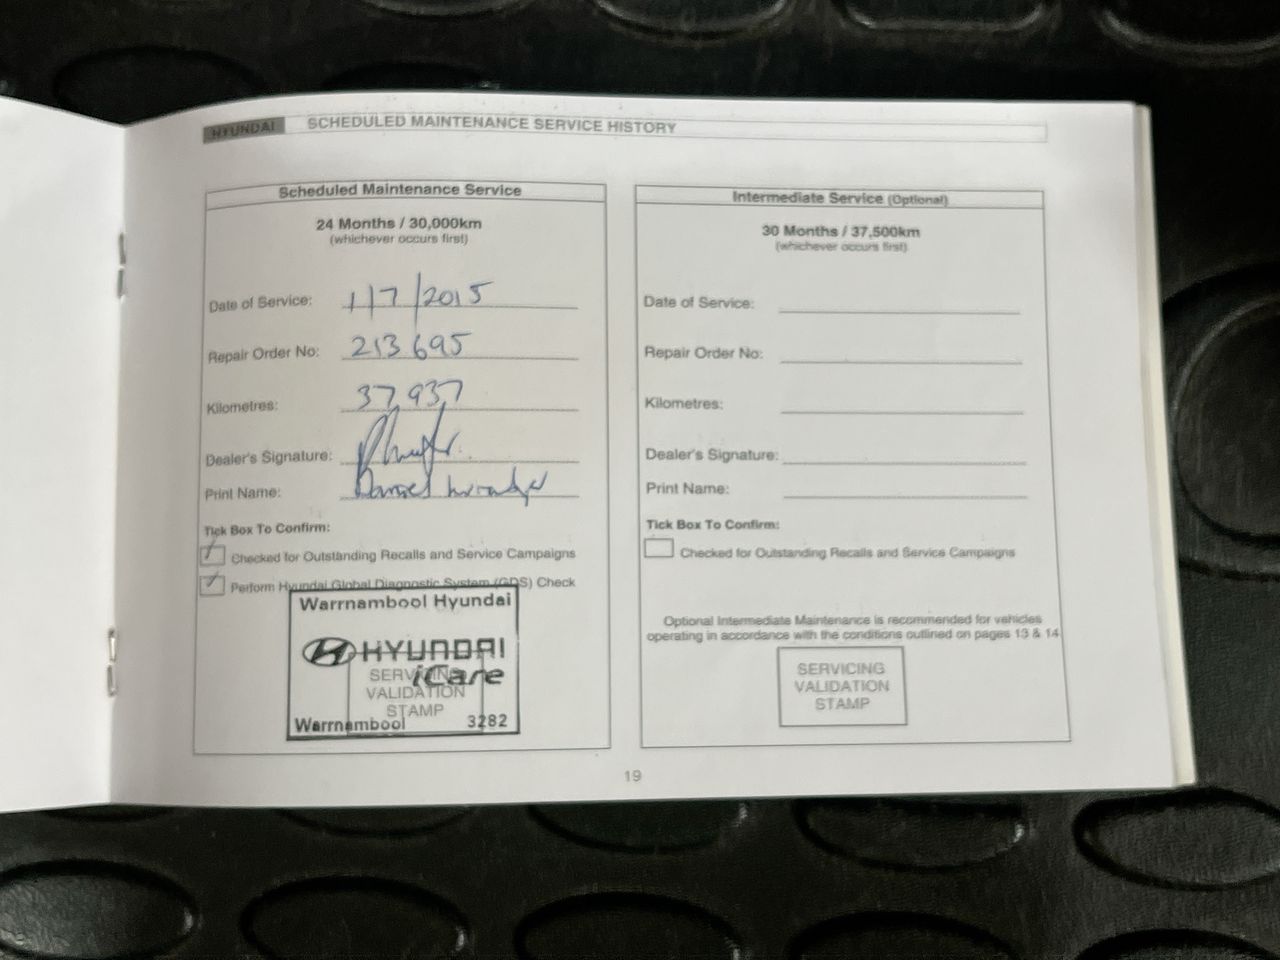 HYUNDAI SCHEDULED MAINTENANCE SERVICE HISTORY
Scheduled Maintenance Service
24 Months / 30,000km
(whichever occurs first)
Date of Service: 1/7/2015
Repair Order No: 213695
Kilometres: 37,937
Dealer's Signature:
Print Name: Daniel
Tick Box To Confirm:
Checked for Outstanding Recalls and Service Campaigns
Perform Hyundai Global Diagnostic System (GDS) Check
Warrnambool Hyundai
HYUNDAI
iCare
SERVICING
VALIDATION
STAMP
Warrnambool 3282
Intermediate Service (Optional)
30 Months / 37,500km
(whichever occurs first)
Date of Service:
Repair Order No:
Kilometres:
Dealer's Signature:
Print Name:
Tick Box To Confirm:
Checked for Outstanding Recalls and Service Campaigns
Optional Intermediate Maintenance is recommended for vehicles
operating in accordance with the conditions outlined on pages 13 & 14
SERVICING
VALIDATION
STAMP
19